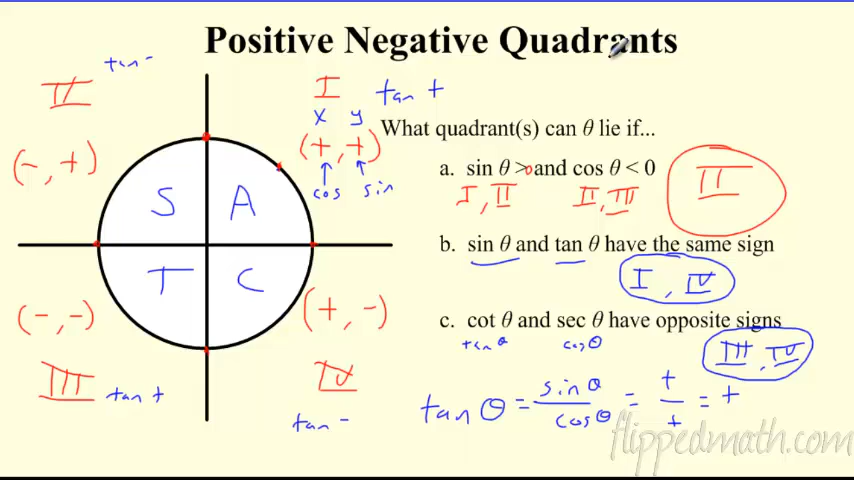 Positive Negative Quadrants
tan -
II
(-, +)
I
tan +
x y
(+, +)
cos sin
S A
T C
(-, -)
III tan +
(+, -)
IV
tan -
What quadrant(s) can θ lie if...
a. sin θ > 0 and cos θ < 0
I, II
II, III
II
b. sin θ and tan θ have the same sign
I, IV
c. cot θ and sec θ have opposite signs
tan θ cos θ
III, IV
tan θ = sin θ / cos θ = + / + = +
flippedmath.com